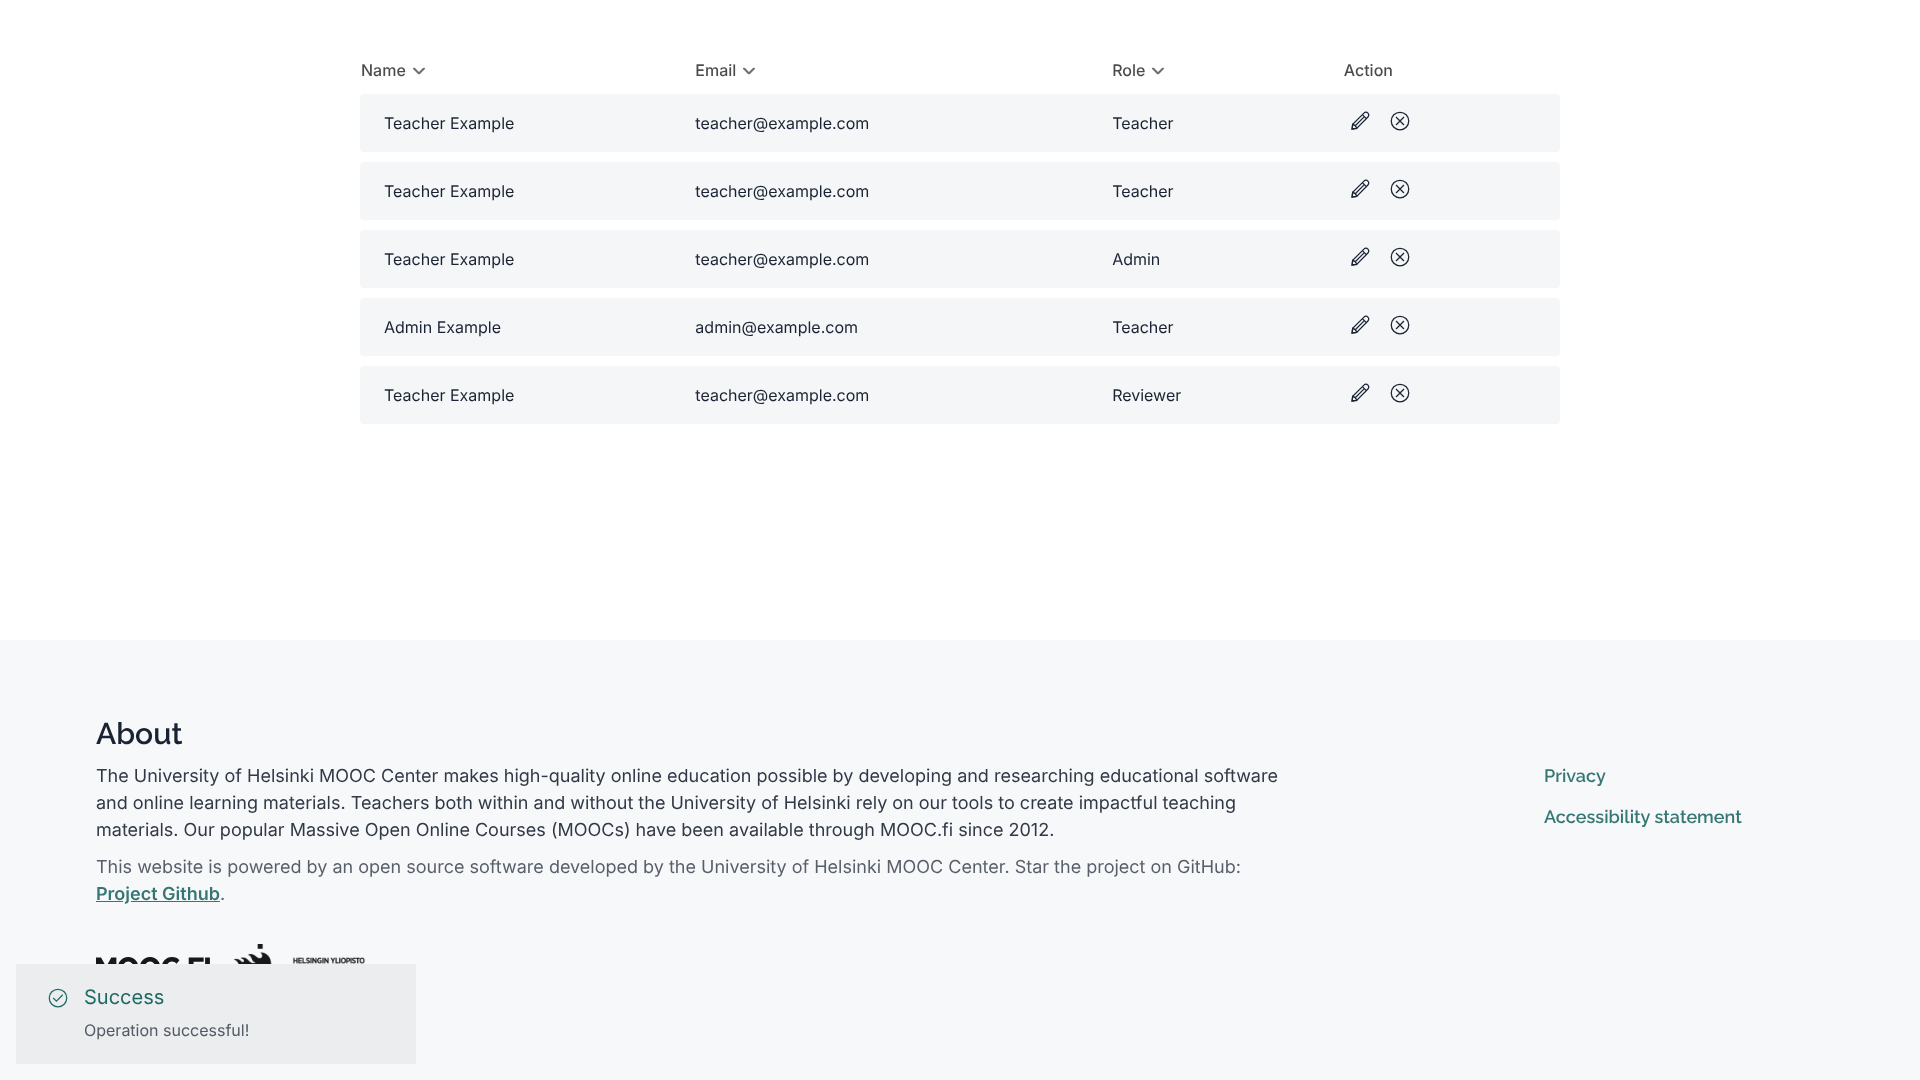 Name Email Role Action
Teacher Example teacher@example.com Teacher
Teacher Example teacher@example.com Teacher
Teacher Example teacher@example.com Admin
Admin Example admin@example.com Teacher
Teacher Example teacher@example.com Reviewer
About
The University of Helsinki MOOC Center makes high-quality online education possible by developing and researching educational software
and online learning materials. Teachers both within and without the University of Helsinki rely on our tools to create impactful teaching
materials. Our popular Massive Open Online Courses (MOOCs) have been available through MOOC.fi since 2012.
This website is powered by an open source software developed by the University of Helsinki MOOC Center. Star the project on GitHub:
Project Github.
Privacy
Accessibility statement
MOOC.FI HELSINGIN YLIOPISTO
Success
Operation successful!